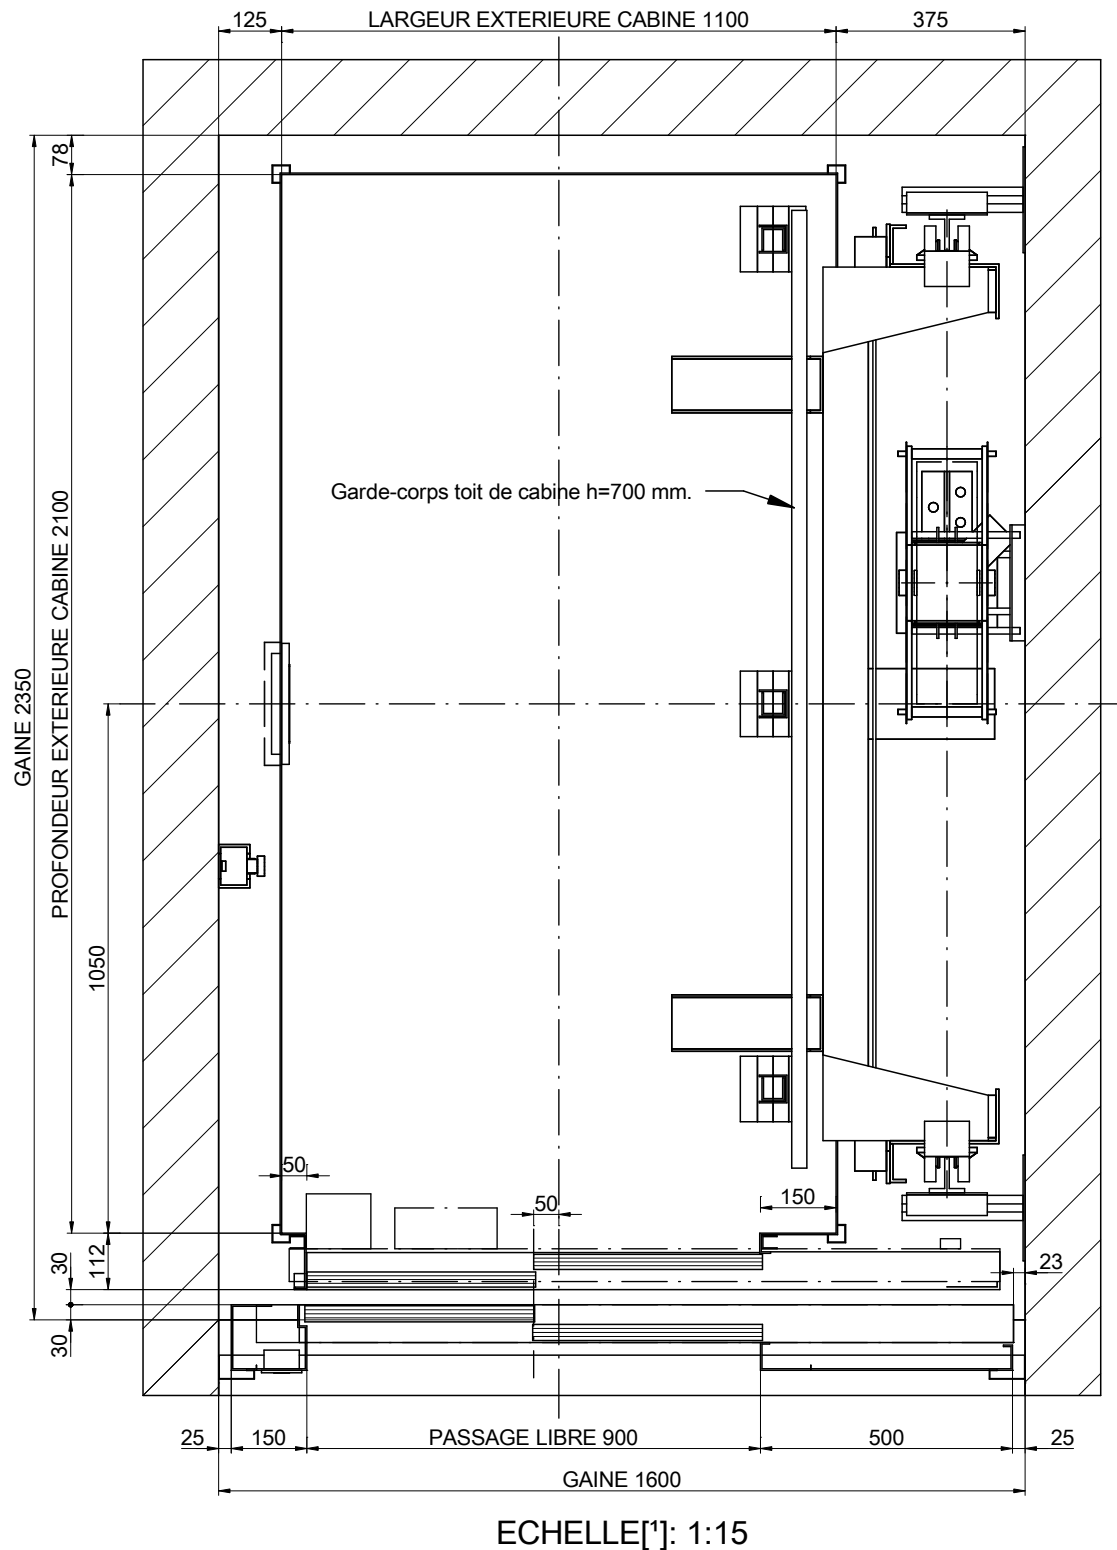 125
LARGEUR EXTERIEURE CABINE 1100
375
78
GAINE 2350
PROFONDEUR EXTERIEURE CABINE 2100
Garde-corps toit de cabine h=700 mm.
1050
50
50
150
112
30
30
23
25
150
PASSAGE LIBRE 900
500
25
GAINE 1600
ECHELLE[¹]: 1:15